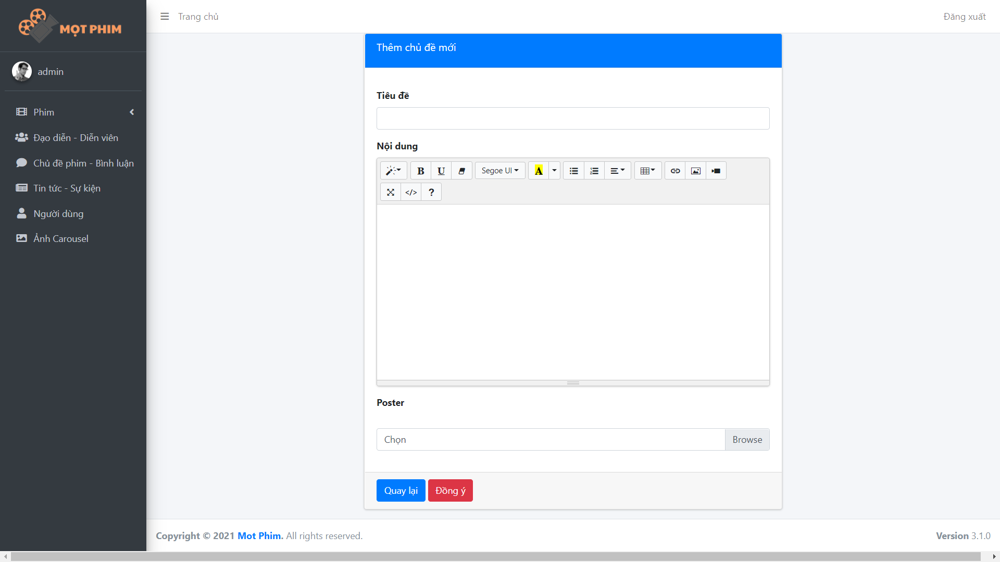 MỌT PHIM
Trang chủ
Đăng xuất
admin
Phim
Đạo diễn - Diễn viên
Chủ đề phim - Bình luận
Tin tức - Sự kiện
Người dùng
Ảnh Carousel
Thêm chủ đề mới
Tiêu đề
Nội dung
B U Segoe UI A
</> ?
Poster
Chọn Browse
Quay lại Đồng ý
Copyright © 2021 Mot Phim. All rights reserved.
Version 3.1.0